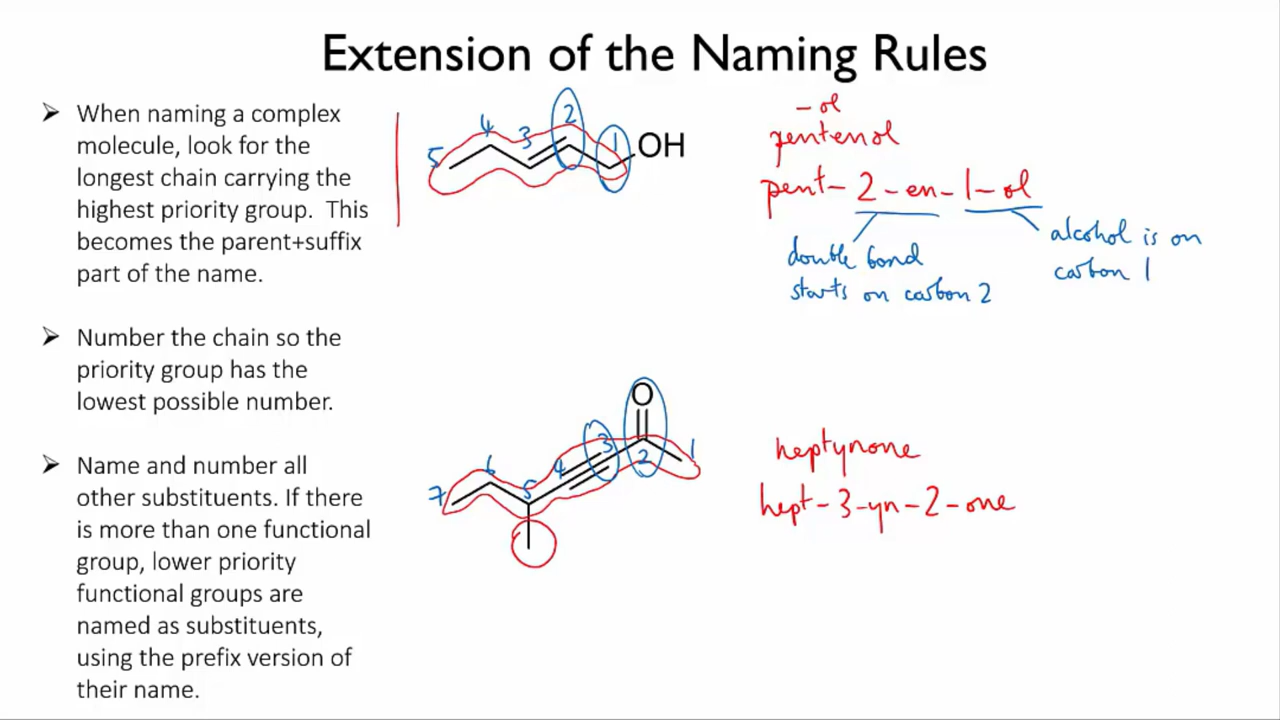 Extension of the Naming Rules
➤ When naming a complex
molecule, look for the
longest chain carrying the
highest priority group. This
becomes the parent+suffix
part of the name.
➤ Number the chain so the
priority group has the
lowest possible number.
➤ Name and number all
other substituents. If there
is more than one functional
group, lower priority
functional groups are
named as substituents,
using the prefix version of
their name.
5 4 3 2 1 OH
-ol
pentenol
pent-2-en-1-ol
double bond
starts on carbon 2
alcohol is on
carbon 1
O
7 6 5 4 3 2 1
heptynone
hept-3-yn-2-one